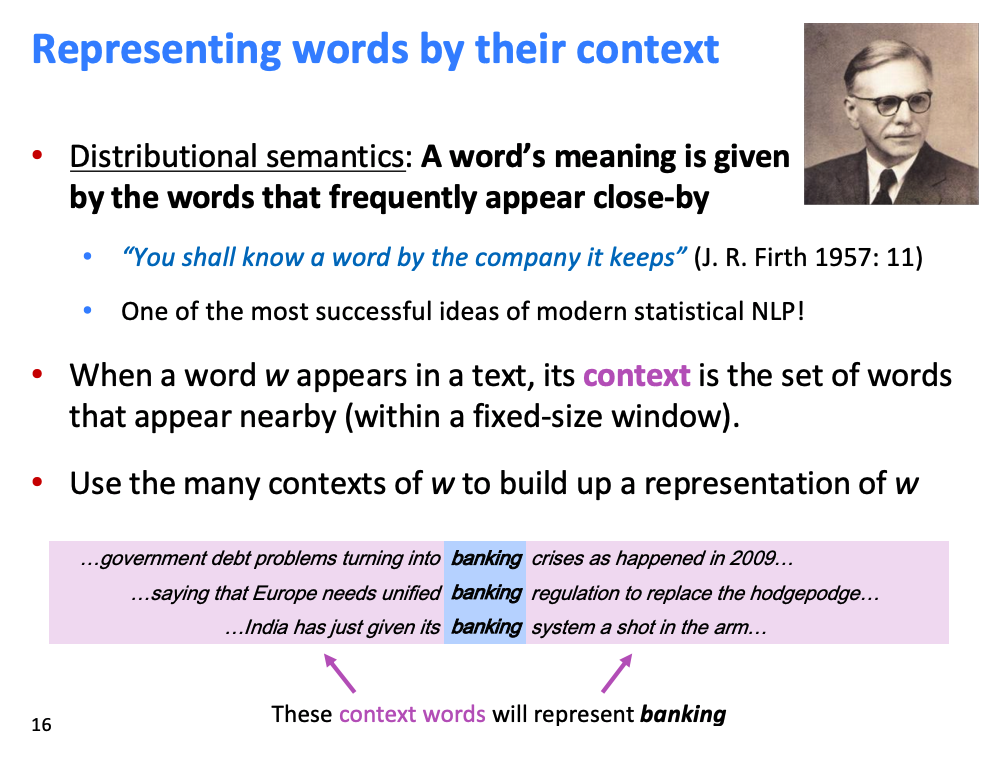 Representing words by their context
• Distributional semantics: A word’s meaning is given
by the words that frequently appear close-by
• “You shall know a word by the company it keeps” (J. R. Firth 1957: 11)
• One of the most successful ideas of modern statistical NLP!
• When a word w appears in a text, its context is the set of words
that appear nearby (within a fixed-size window).
• Use the many contexts of w to build up a representation of w
…government debt problems turning into banking crises as happened in 2009…
…saying that Europe needs unified banking regulation to replace the hodgepodge…
…India has just given its banking system a shot in the arm…
These context words will represent banking
16